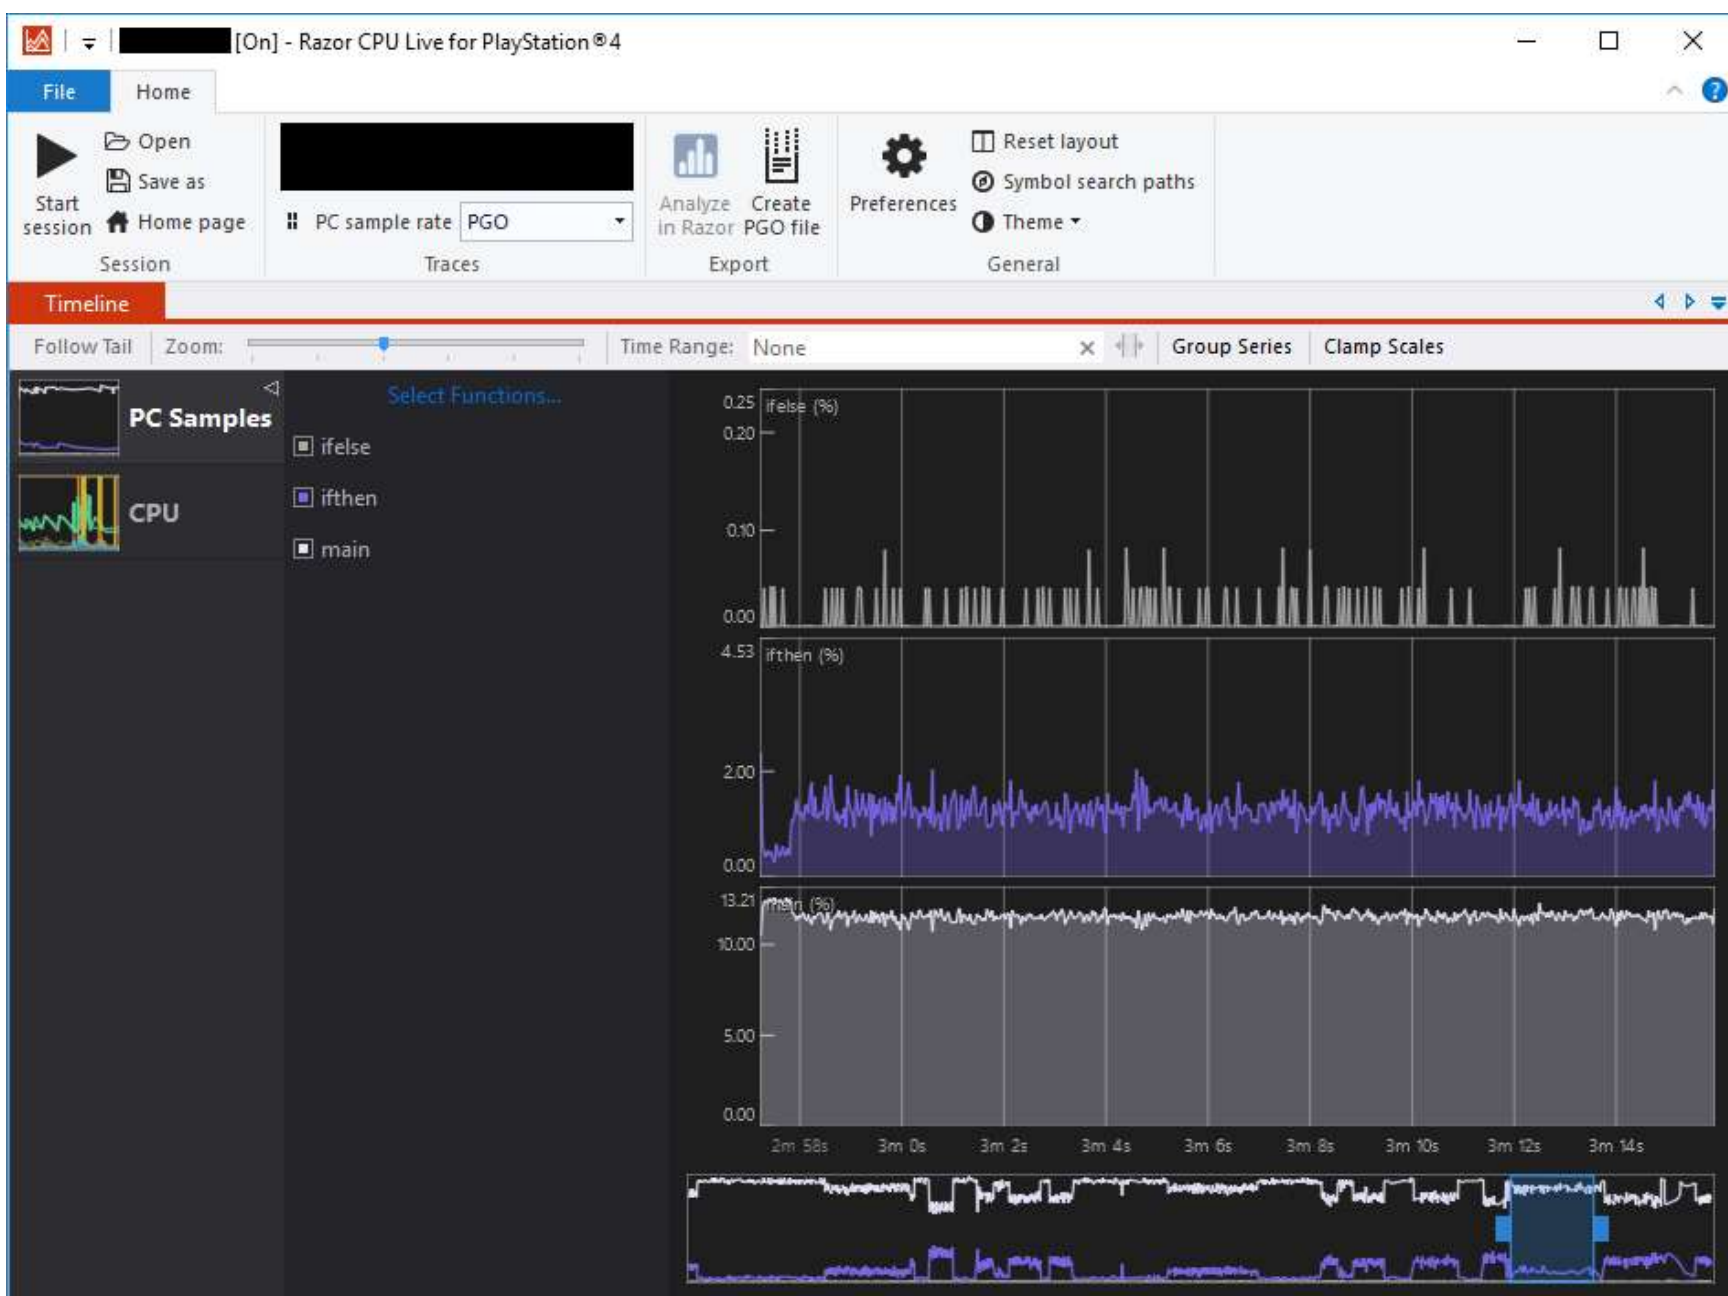 [On] - Razor CPU Live for PlayStation®4
File Home
Start session
Open
Save as
Home page
Session
PC sample rate PGO
Traces
Analyze in Razor
Create PGO file
Export
Preferences
Reset layout
Symbol search paths
Theme
General
Timeline
Follow Tail Zoom: Time Range: None Group Series Clamp Scales
PC Samples
CPU
Select Functions...
ifelse
ifthen
main
0.25 ifelse (%)
0.20
0.10
0.00
4.53 ifthen (%)
2.00
0.00
13.21 main (%)
10.00
5.00
0.00
2m 58s 3m 0s 3m 2s 3m 4s 3m 6s 3m 8s 3m 10s 3m 12s 3m 14s